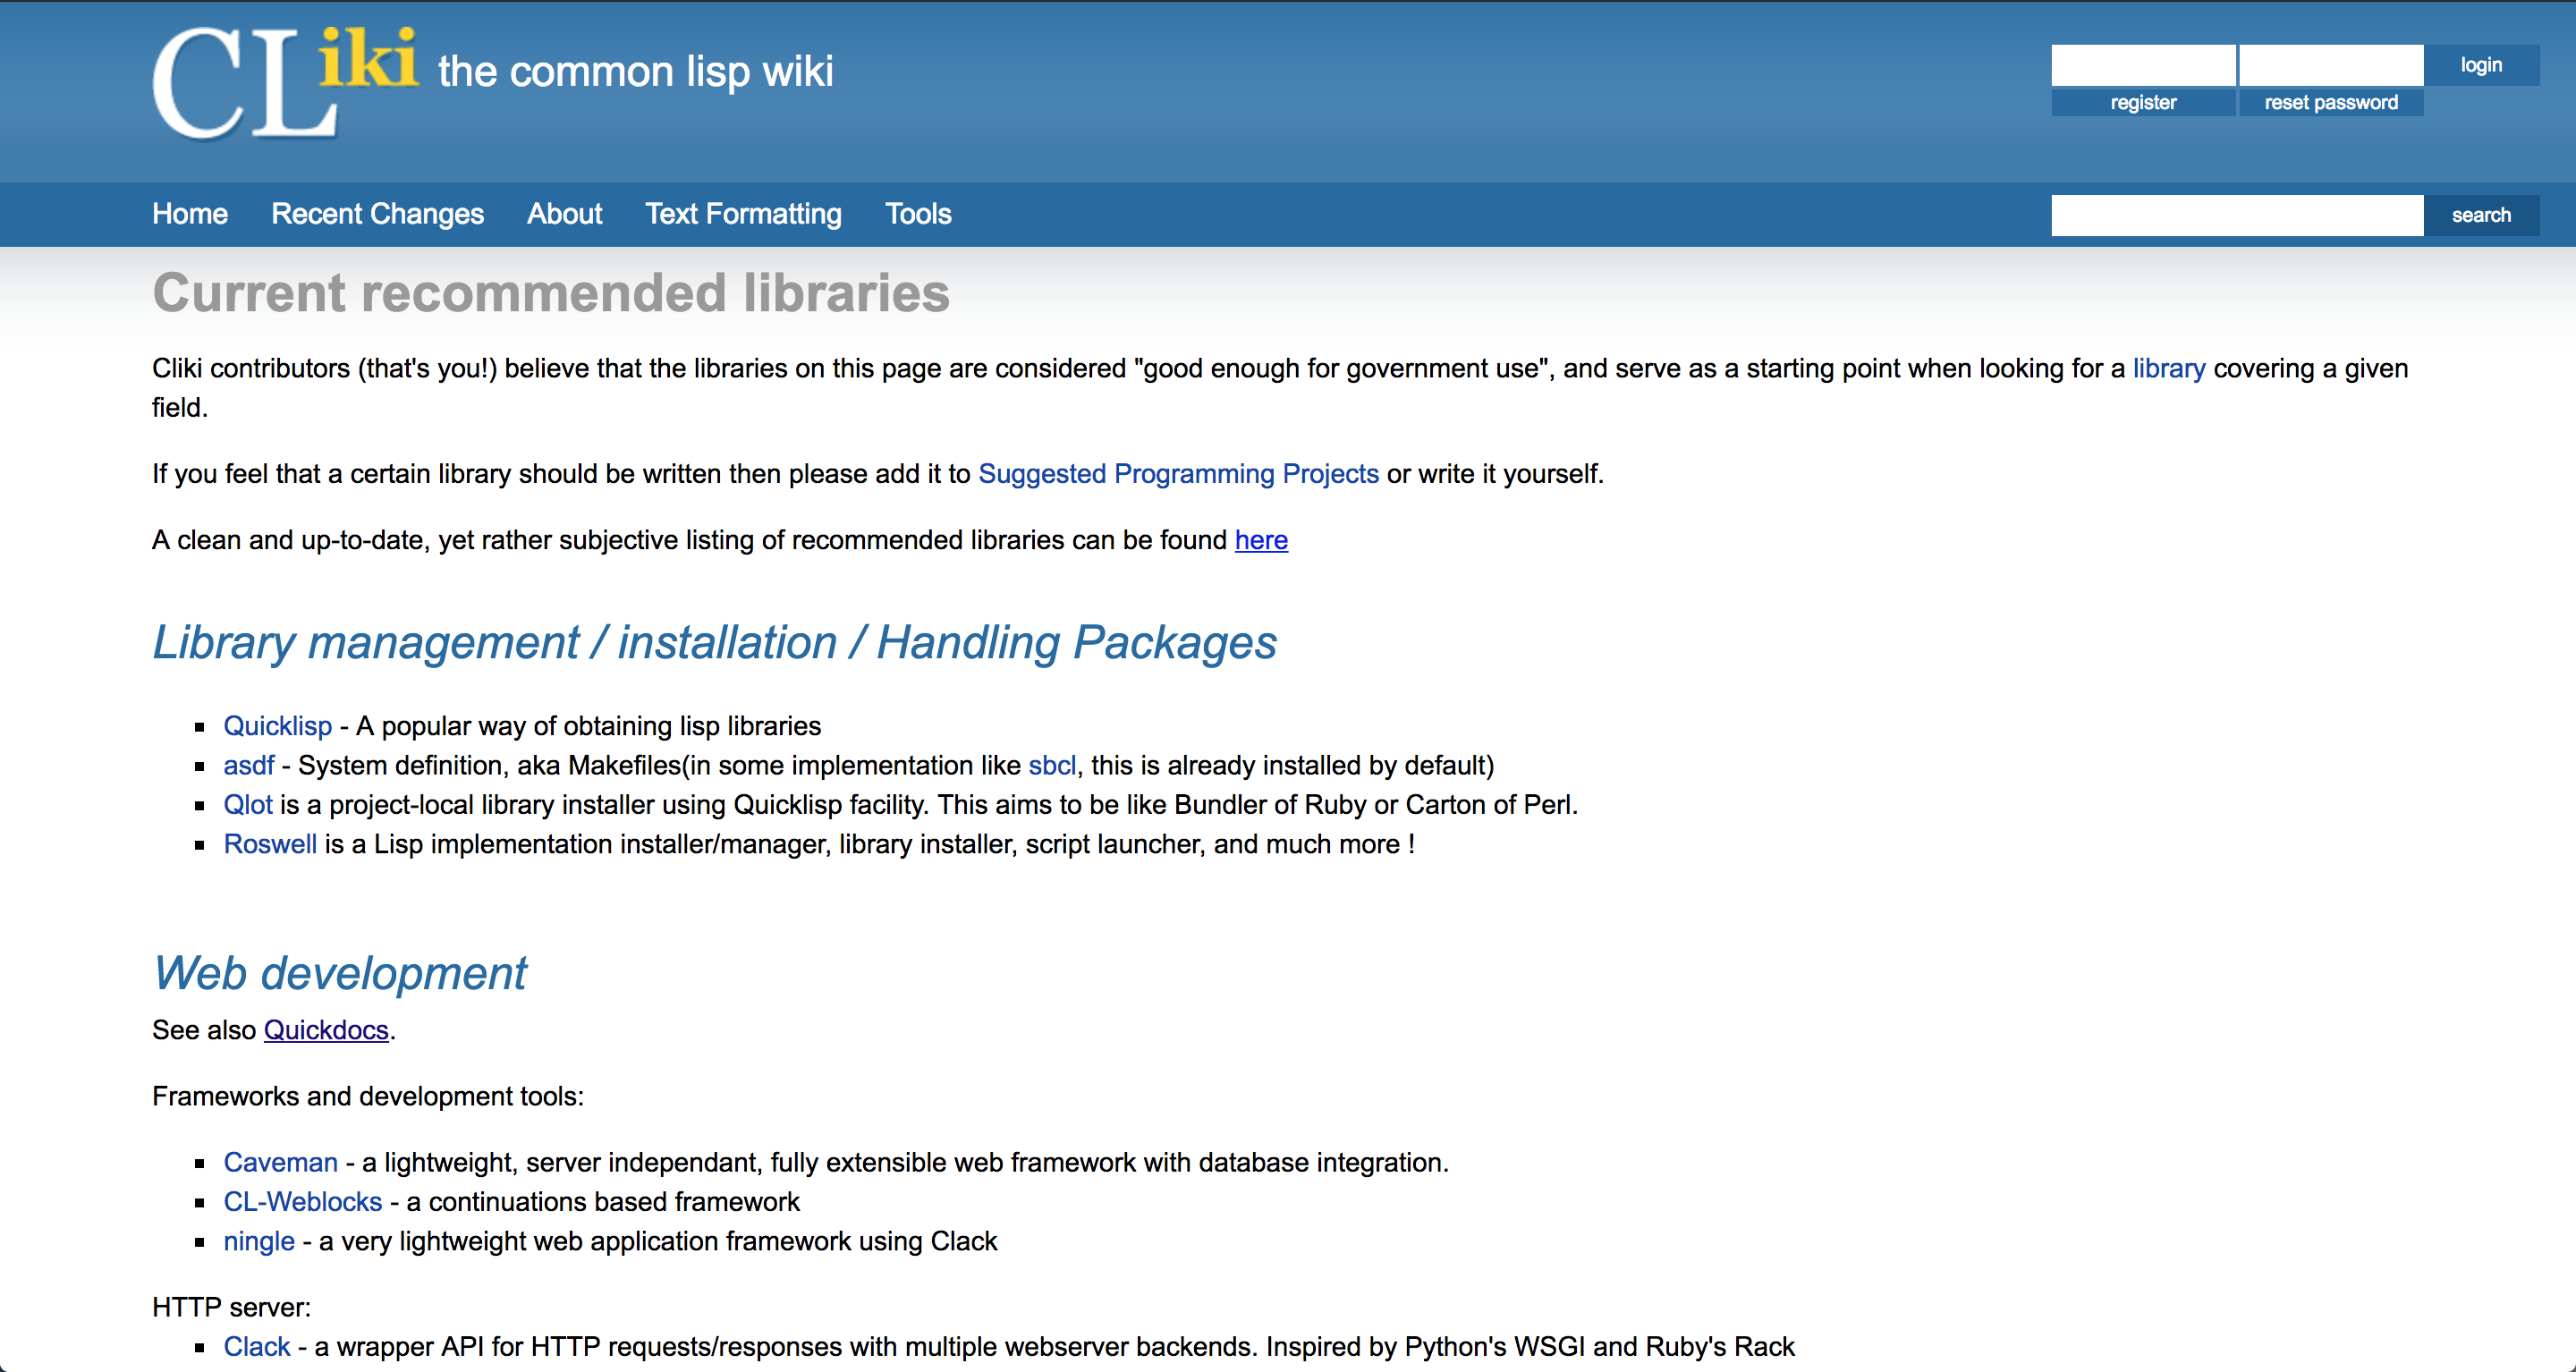 CLiki the common lisp wiki
login
register reset password
Home Recent Changes About Text Formatting Tools search
Current recommended libraries
Cliki contributors (that's you!) believe that the libraries on this page are considered "good enough for government use", and serve as a starting point when looking for a library covering a given
field.
If you feel that a certain library should be written then please add it to Suggested Programming Projects or write it yourself.
A clean and up-to-date, yet rather subjective listing of recommended libraries can be found here
Library management / installation / Handling Packages
Quicklisp - A popular way of obtaining lisp libraries
asdf - System definition, aka Makefiles(in some implementation like sbcl, this is already installed by default)
Qlot is a project-local library installer using Quicklisp facility. This aims to be like Bundler of Ruby or Carton of Perl.
Roswell is a Lisp implementation installer/manager, library installer, script launcher, and much more !
Web development
See also Quickdocs.
Frameworks and development tools:
Caveman - a lightweight, server independant, fully extensible web framework with database integration.
CL-Weblocks - a continuations based framework
ningle - a very lightweight web application framework using Clack
HTTP server:
Clack - a wrapper API for HTTP requests/responses with multiple webserver backends. Inspired by Python's WSGI and Ruby's Rack